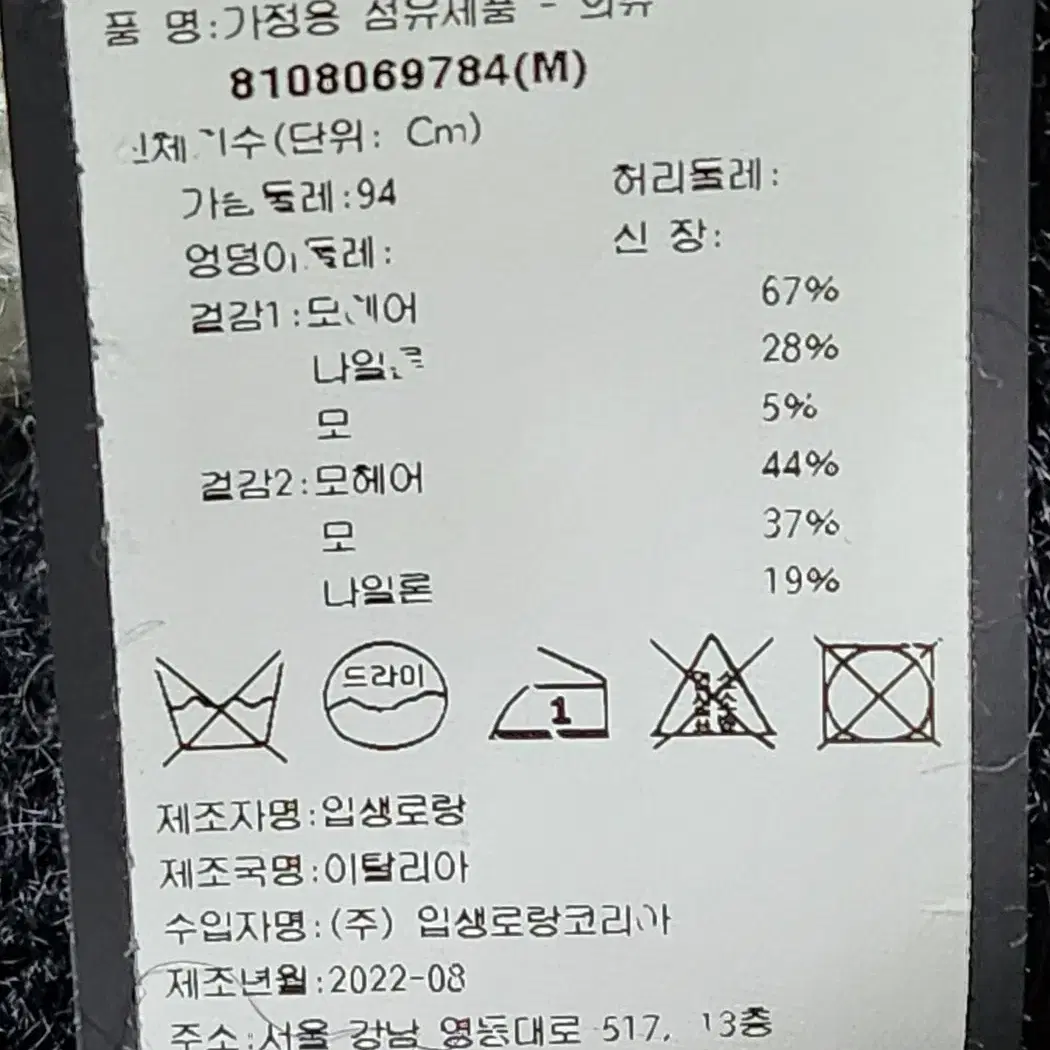 품 명:가정용 섬유제품 - 의류
8108069784(M)
신체치수(단위: Cm)
가슴둘레:94 허리둘레:
엉덩이둘레: 신 장:
겉감1:모헤어 67%
나일론 28%
모 5%
겉감2:모헤어 44%
모 37%
나일론 19%
드라이
1
제조자명:입생로랑
제조국명:이탈리아
수입자명:(주) 입생로랑코리아
제조년월:2022-08
주소:서울 강남 영동대로 517, 13층